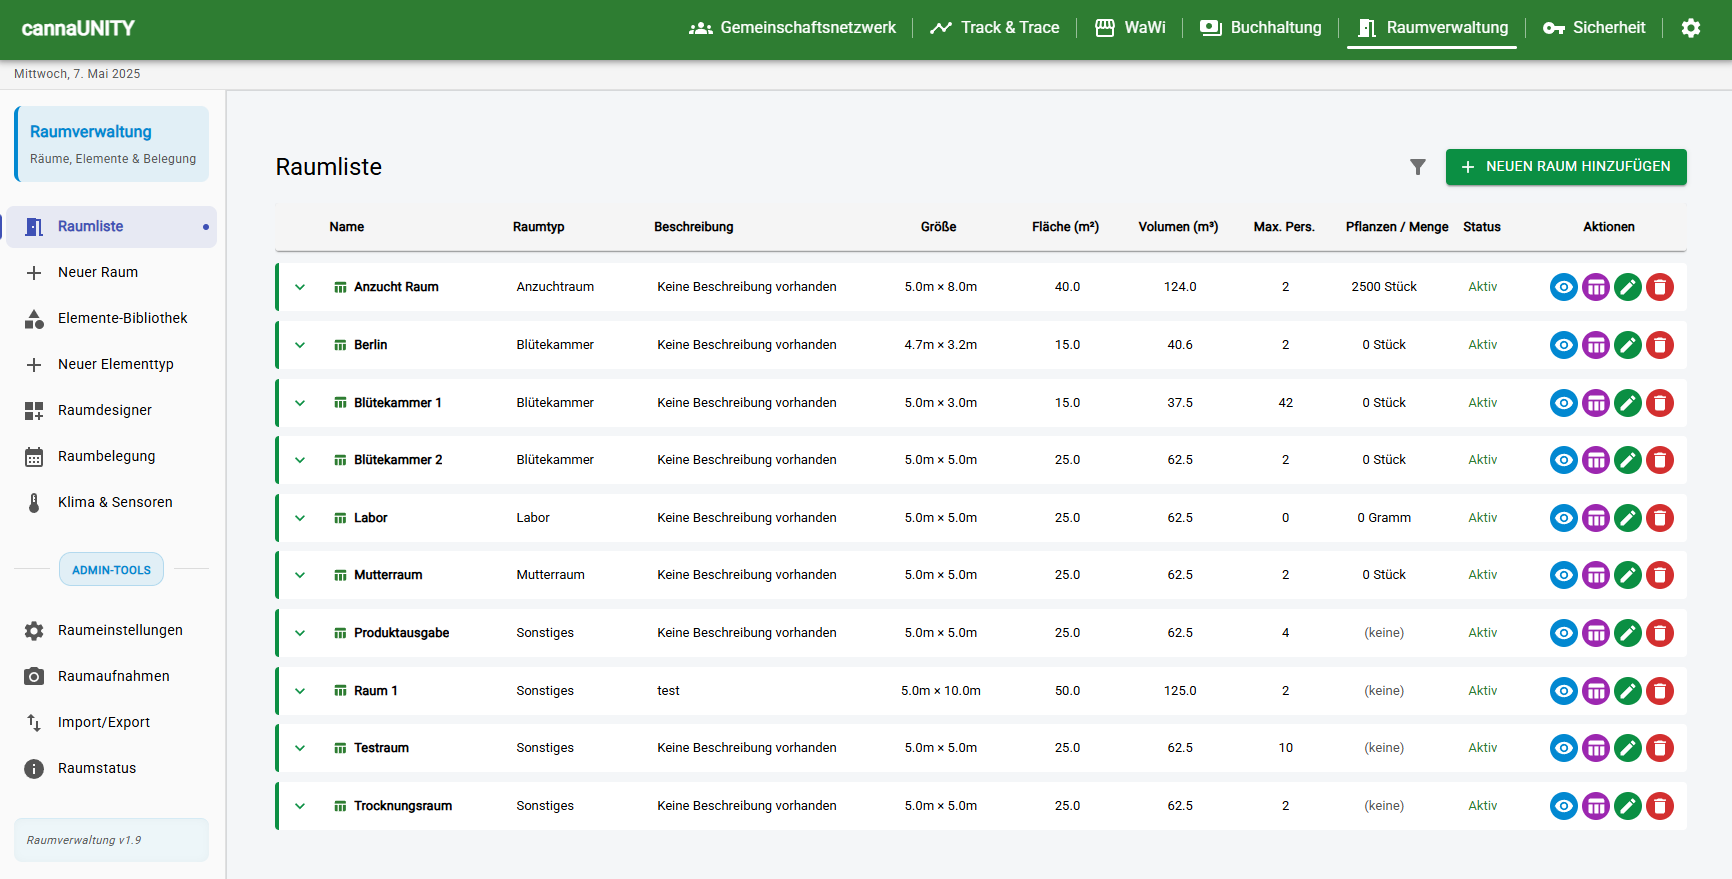 cannaUNITY
Gemeinschaftsnetzwerk Track & Trace WaWi Buchhaltung Raumverwaltung Sicherheit
Mittwoch, 7. Mai 2025
Raumverwaltung
Räume, Elemente & Belegung
Raumliste
Neuer Raum
Elemente-Bibliothek
Neuer Elementtyp
Raumdesigner
Raumbelegung
Klima & Sensoren
ADMIN-TOOLS
Raumeinstellungen
Raumaufnahmen
Import/Export
Raumstatus
Raumverwaltung v1.9
Raumliste
NEUEN RAUM HINZUFÜGEN
Name Raumtyp Beschreibung Größe Fläche (m²) Volumen (m³) Max. Pers. Pflanzen / Menge Status Aktionen
Anzucht Raum Anzuchtraum Keine Beschreibung vorhanden 5.0m × 8.0m 40.0 124.0 2 2500 Stück Aktiv
Berlin Blütekammer Keine Beschreibung vorhanden 4.7m × 3.2m 15.0 40.6 2 0 Stück Aktiv
Blütekammer 1 Blütekammer Keine Beschreibung vorhanden 5.0m × 3.0m 15.0 37.5 42 0 Stück Aktiv
Blütekammer 2 Blütekammer Keine Beschreibung vorhanden 5.0m × 5.0m 25.0 62.5 2 0 Stück Aktiv
Labor Labor Keine Beschreibung vorhanden 5.0m × 5.0m 25.0 62.5 0 0 Gramm Aktiv
Mutterraum Mutterraum Keine Beschreibung vorhanden 5.0m × 5.0m 25.0 62.5 2 0 Stück Aktiv
Produktausgabe Sonstiges Keine Beschreibung vorhanden 5.0m × 5.0m 25.0 62.5 4 (keine) Aktiv
Raum 1 Sonstiges test 5.0m × 10.0m 50.0 125.0 2 (keine) Aktiv
Testraum Sonstiges Keine Beschreibung vorhanden 5.0m × 5.0m 25.0 62.5 10 (keine) Aktiv
Trocknungsraum Sonstiges Keine Beschreibung vorhanden 5.0m × 5.0m 25.0 62.5 2 (keine) Aktiv